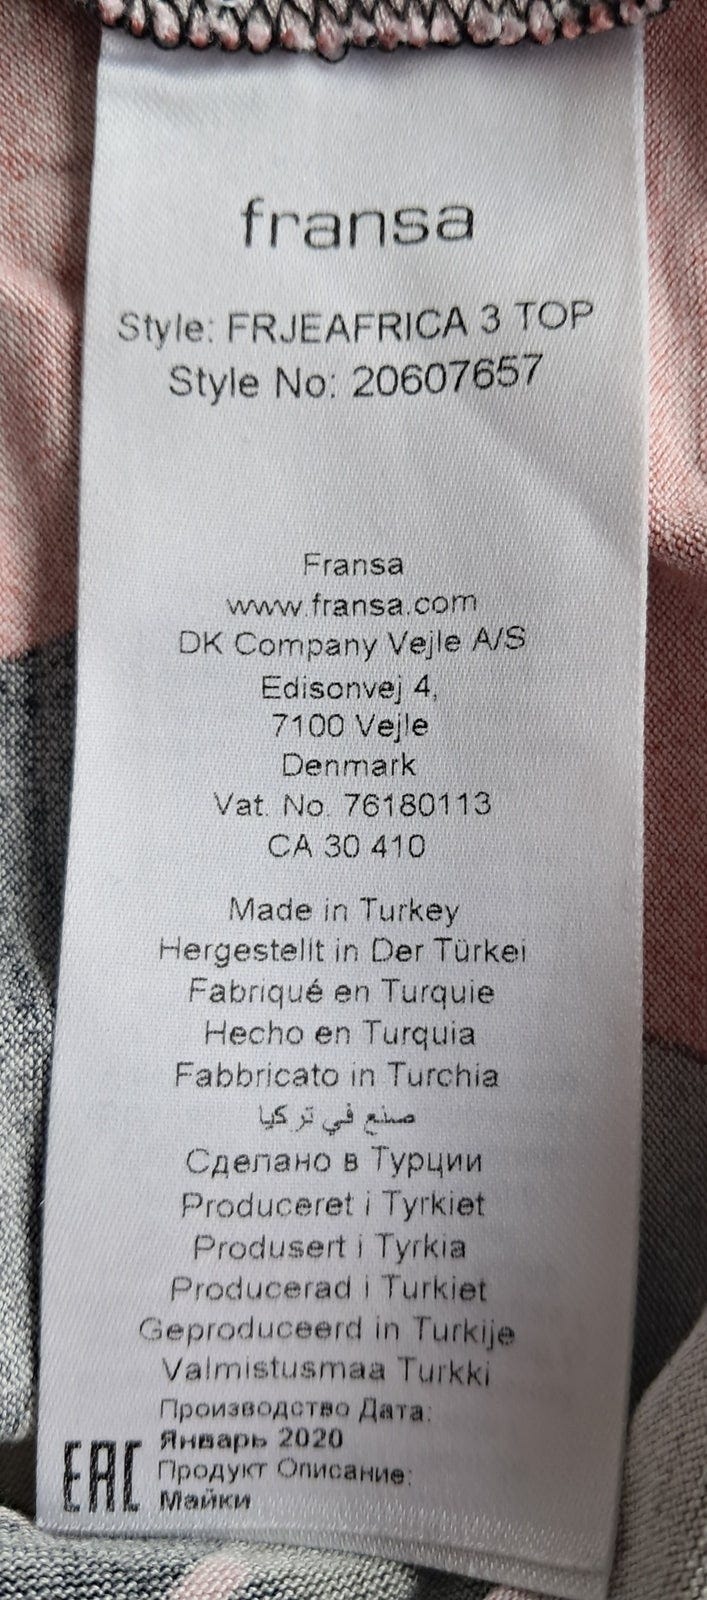 fransa
Style: FRJEAFRICA 3 TOP
Style No: 20607657
Fransa
www.fransa.com
DK Company Vejle A/S
Edisonvej 4,
7100 Vejle
Denmark
Vat. No. 76180113
CA 30 410
Made in Turkey
Hergestellt in Der Türkei
Fabriqué en Turquie
Hecho en Turquia
Fabbricato in Turchia
صنع في تركيا
Сделано в Турции
Produceret i Tyrkiet
Produsert i Tyrkia
Producerad i Turkiet
Geproduceerd in Turkije
Valmistusmaa Turkki
Производство Дата:
Январь 2020
Продукт Описание:
Майки
EAC